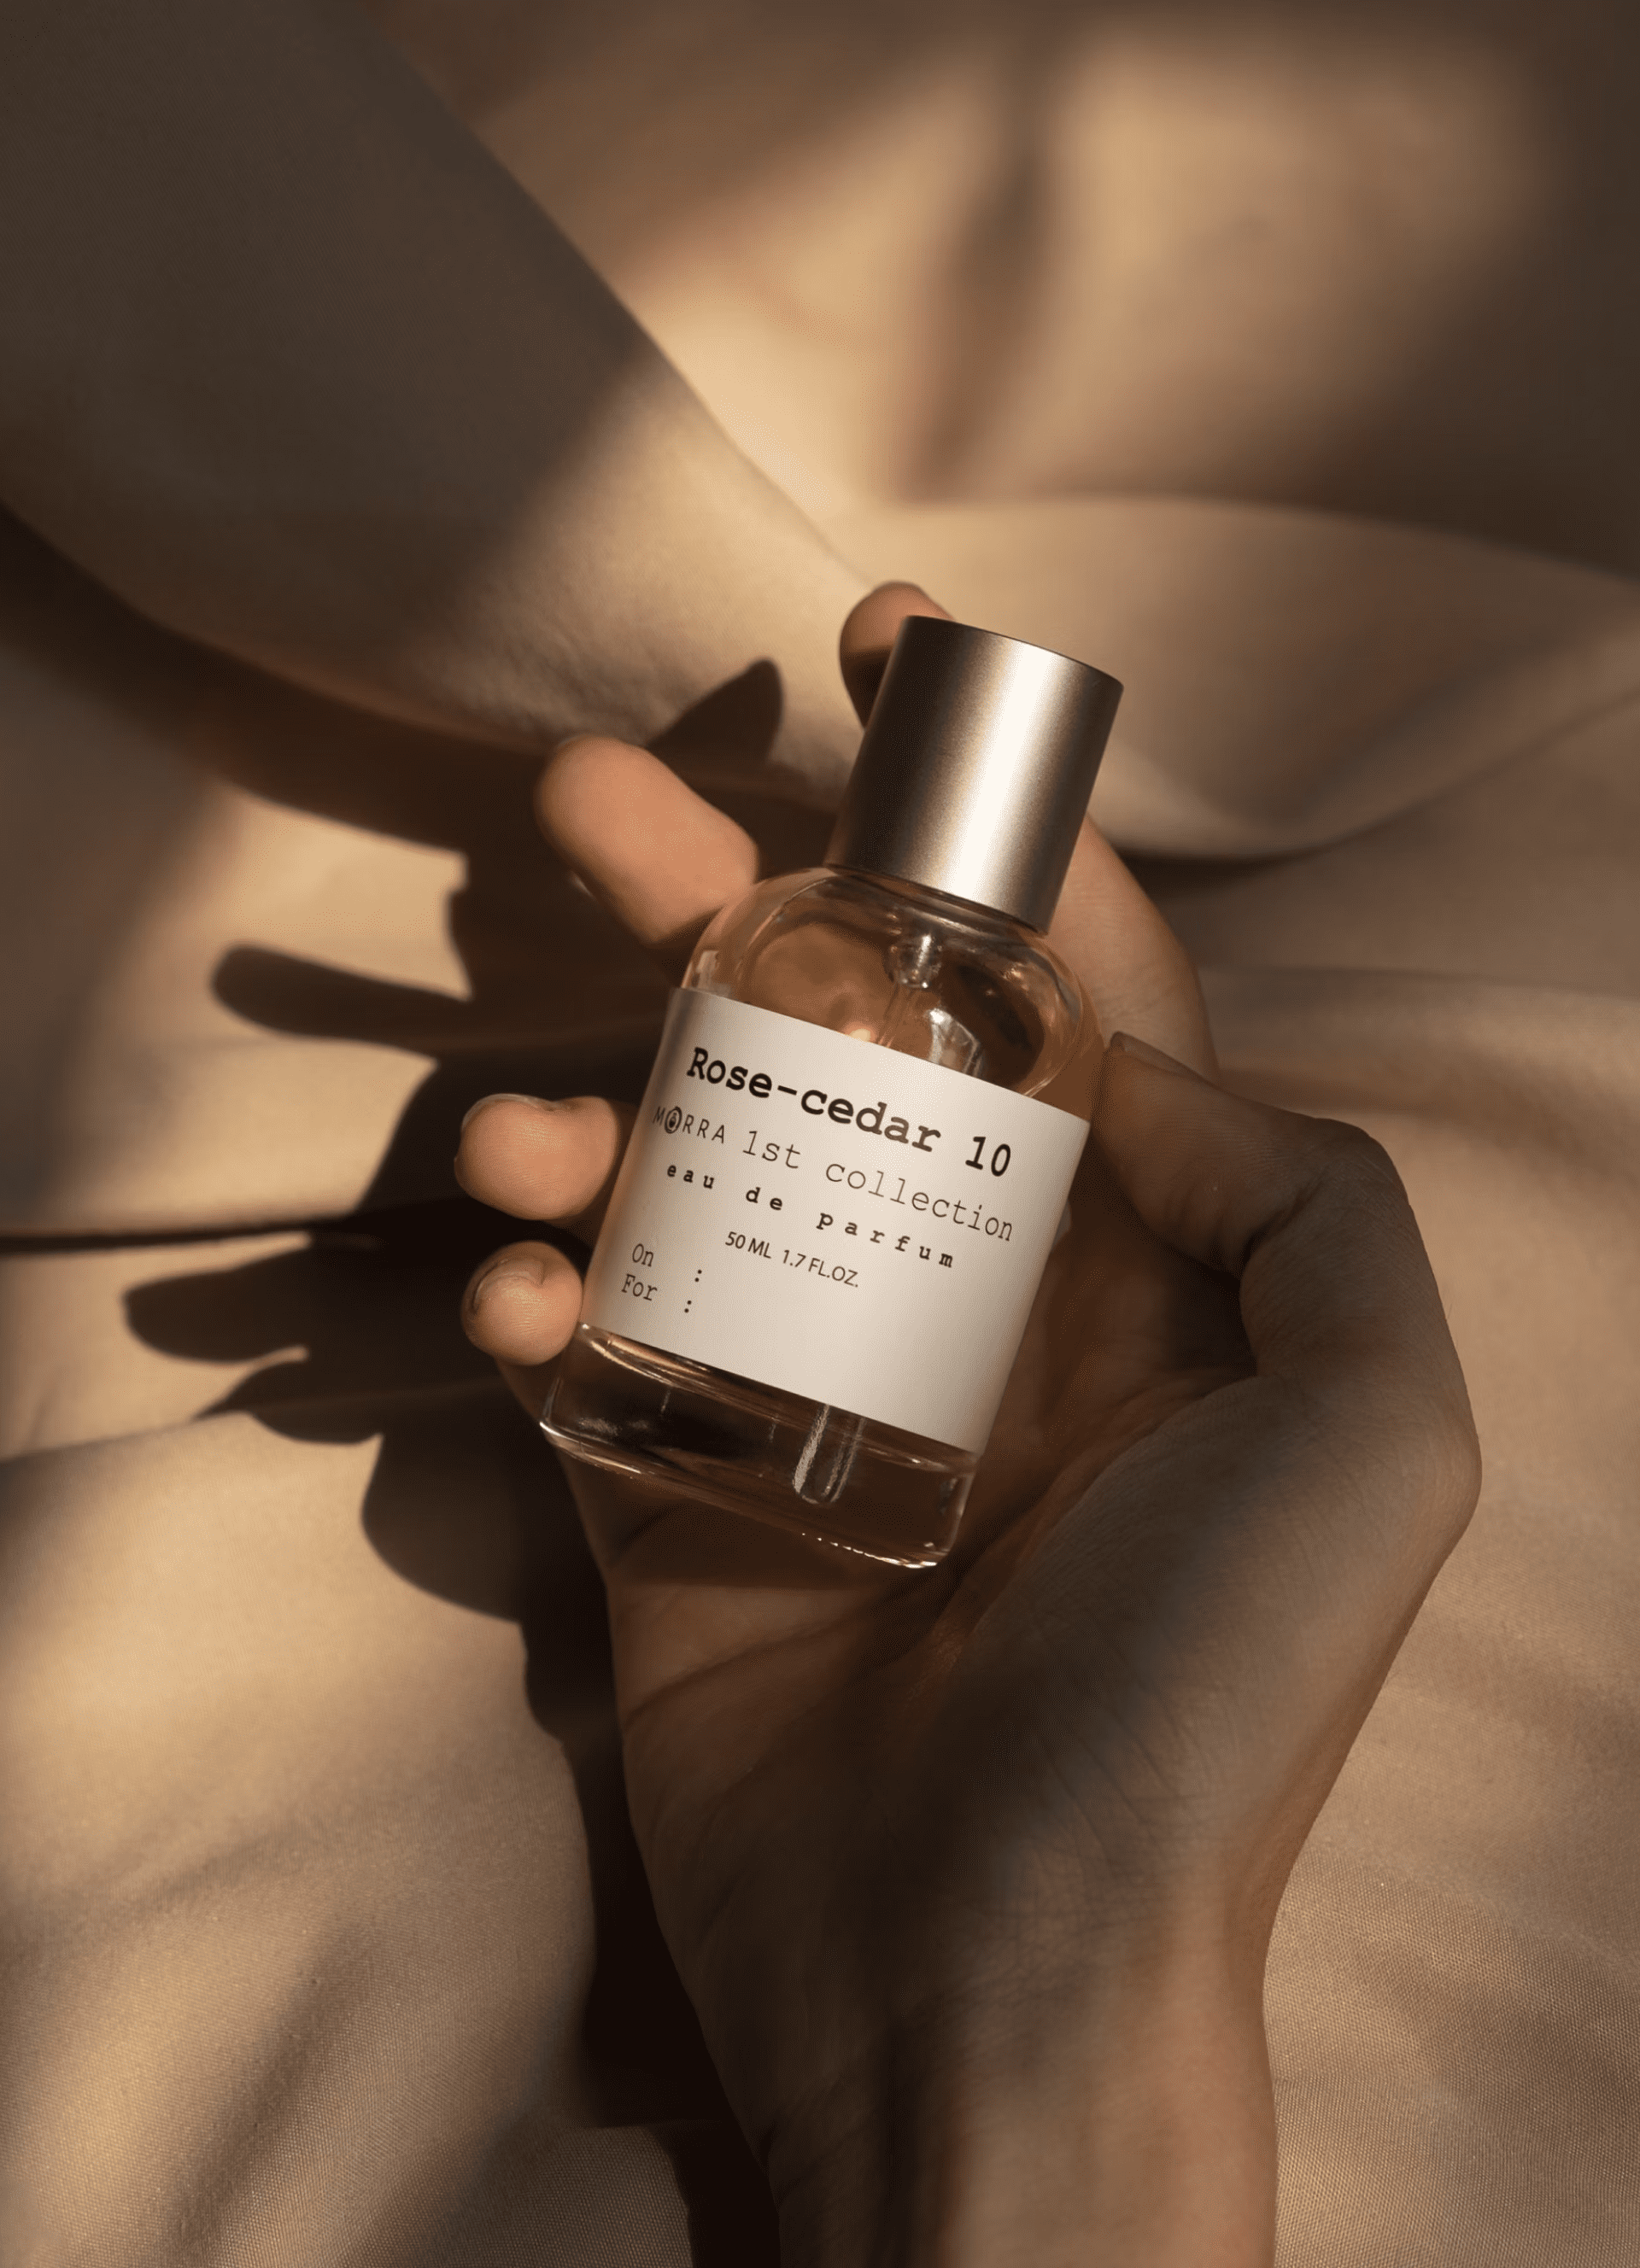 Rose-cedar 10
MORRA 1st collection
eau de parfum
50 ML 1.7 FL.OZ.
On :
For :